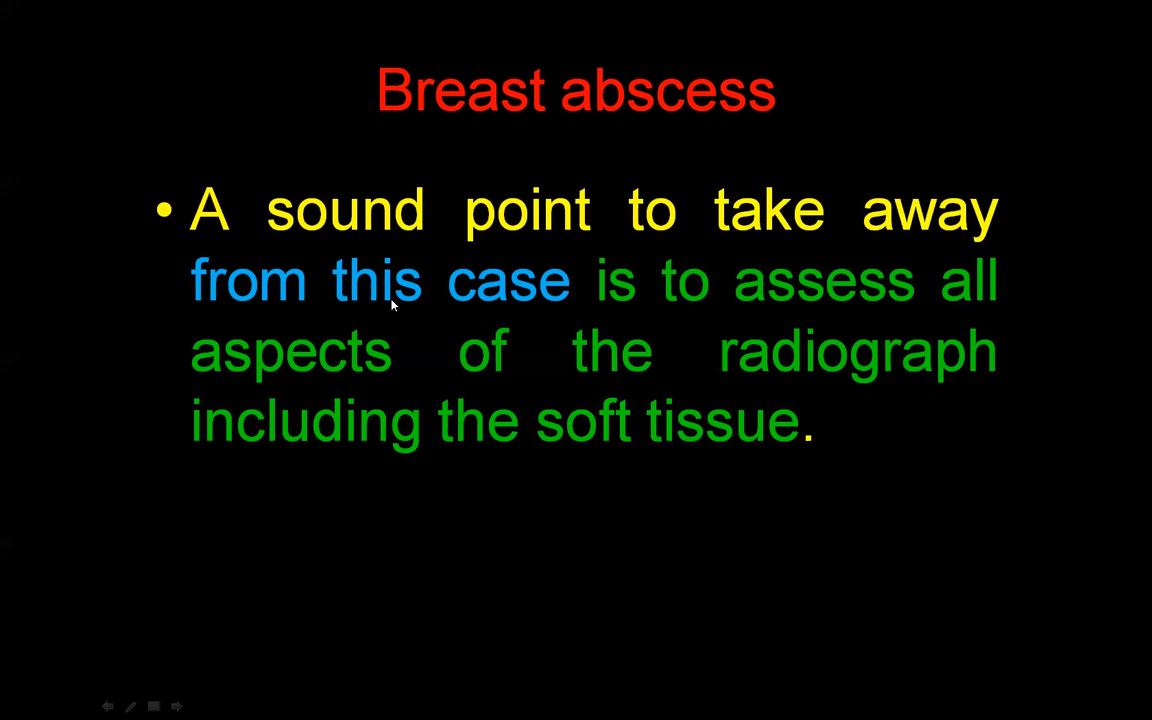 Breast abscess
• A sound point to take away
from this case is to assess all
aspects of the radiograph
including the soft tissue.